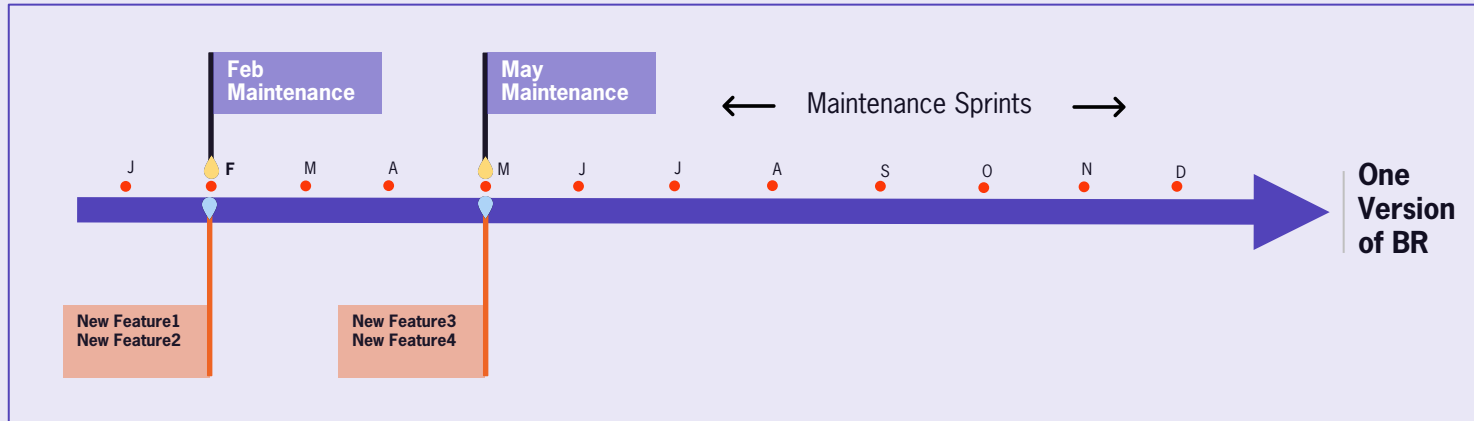 Feb
Maintenance
May
Maintenance
Maintenance Sprints
J
F
M
A
M
J
J
A
S
O
N
D
One
Version
of BR
New Feature1
New Feature2
New Feature3
New Feature4